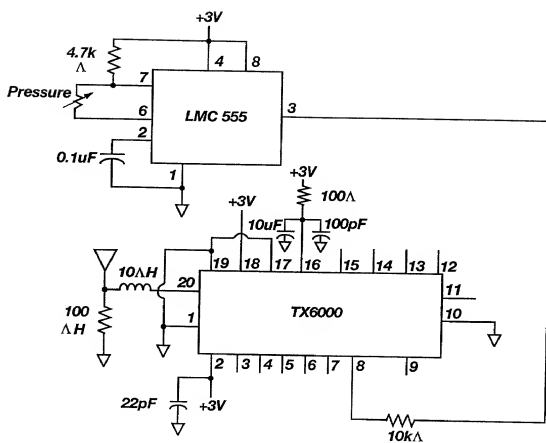 +3V
4.7k
Λ
4
8
7
Pressure
6
LMC 555
3
2
0.1uF
1
+3V
100Λ
+3V
10uF
100pF
19
18
17
16
15
14
13
12
10ΛH
20
TX6000
11
10
100
ΛH
1
2
3
4
5
6
7
8
9
22pF
+3V
10kΛ